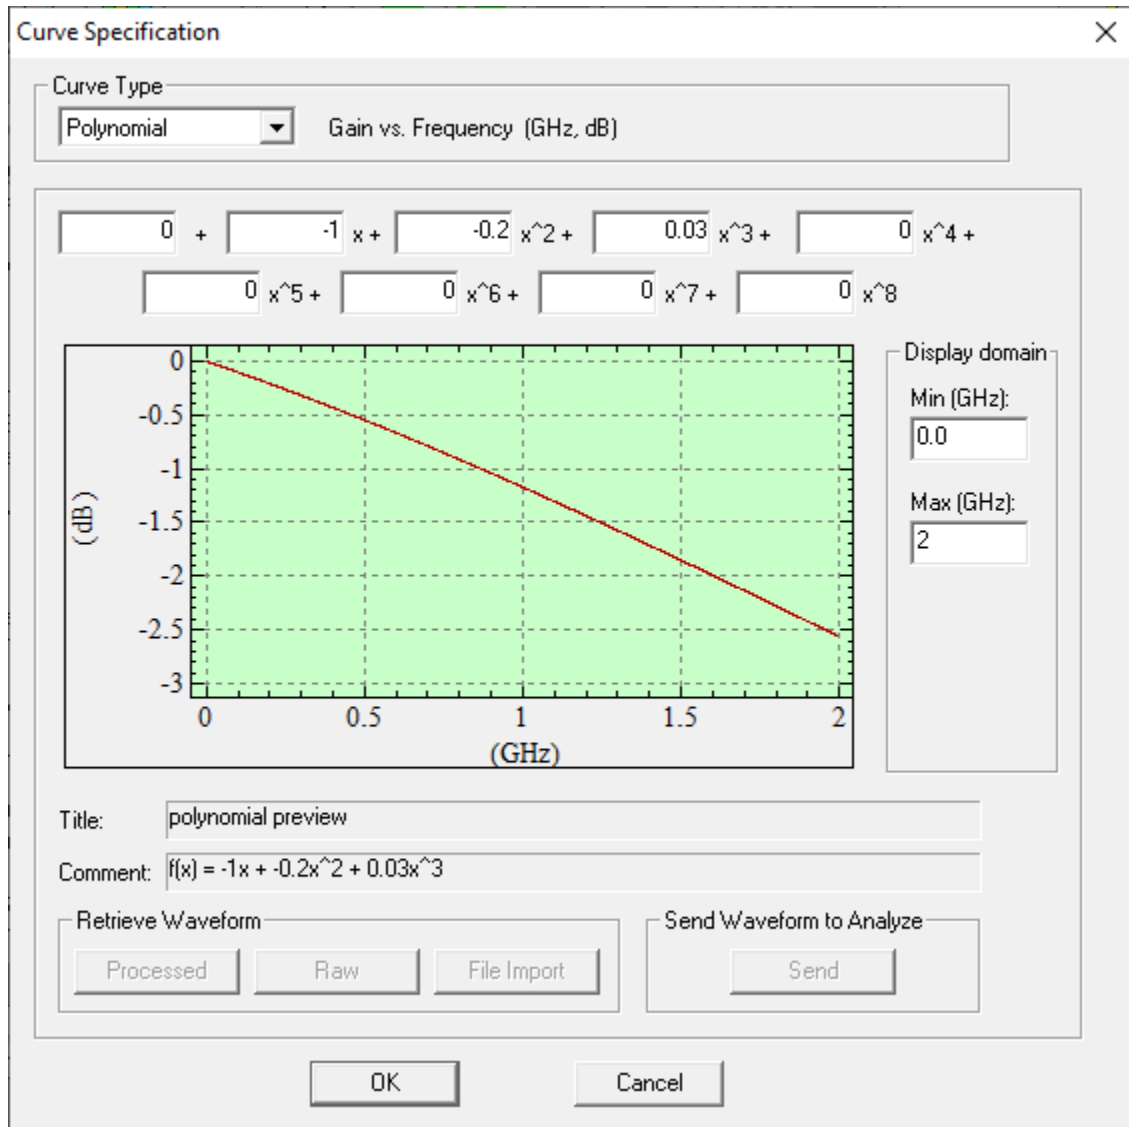 Curve Specification
Curve Type
Polynomial
Gain vs. Frequency (GHz, dB)
0 + -1 x + -0.2 x^2 + 0.03 x^3 + 0 x^4 +
0 x^5 + 0 x^6 + 0 x^7 + 0 x^8
0
-0.5
-1
-1.5
-2
-2.5
-3
(dB)
0 0.5 1 1.5 2
(GHz)
Display domain
Min (GHz):
0.0
Max (GHz):
2
Title: polynomial preview
Comment: f(x) = -1x + -0.2x^2 + 0.03x^3
Retrieve Waveform
Processed Raw File Import
Send Waveform to Analyze
Send
OK Cancel